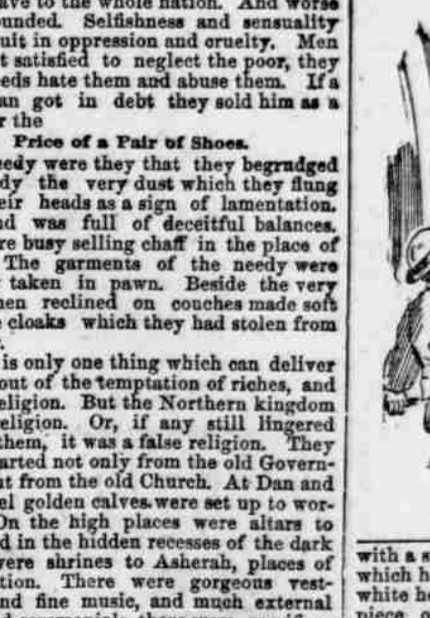 ave to the whole nation. And worse
ounded. Selfishness and sensuality
uit in oppression and cruelty. Men
t satisfied to neglect the poor, they
eeds hate them and abuse them. If a
an got in debt they sold him as a
r the
Price of a Pair of Shoes.
eedy were they that they begrudged
dy the very dust which they flung
eir heads as a sign of lamentation.
nd was full of deceitful balances.
re busy selling chaff in the place of
The garments of the needy were
taken in pawn. Beside the very
en reclined on couches made soft
e cloaks which they had stolen from
is only one thing which can deliver
out of the temptation of riches, and
eligion. But the Northern kingdom
eligion. Or, if any still lingered
them, it was a false religion. They
arted not only from the old Govern-
ut from the old Church. At Dan and
el golden calves were set up to wor-
On the high places were altars to
d in the hidden recesses of the dark
vere shrines to Asherah, places of
tion. There were gorgeous vest-
nd fine music, and much external
with a s
which h
white he
piece o